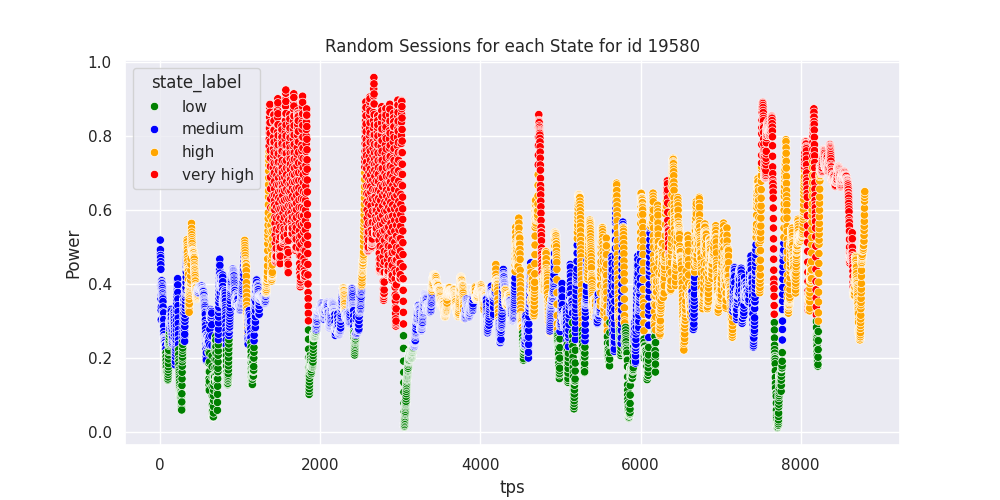 Random Sessions for each State for id 19580
1.0
0.8
0.6
0.4
0.2
0.0
Power
state_label
low
medium
high
very high
0 2000 4000 6000 8000
tps